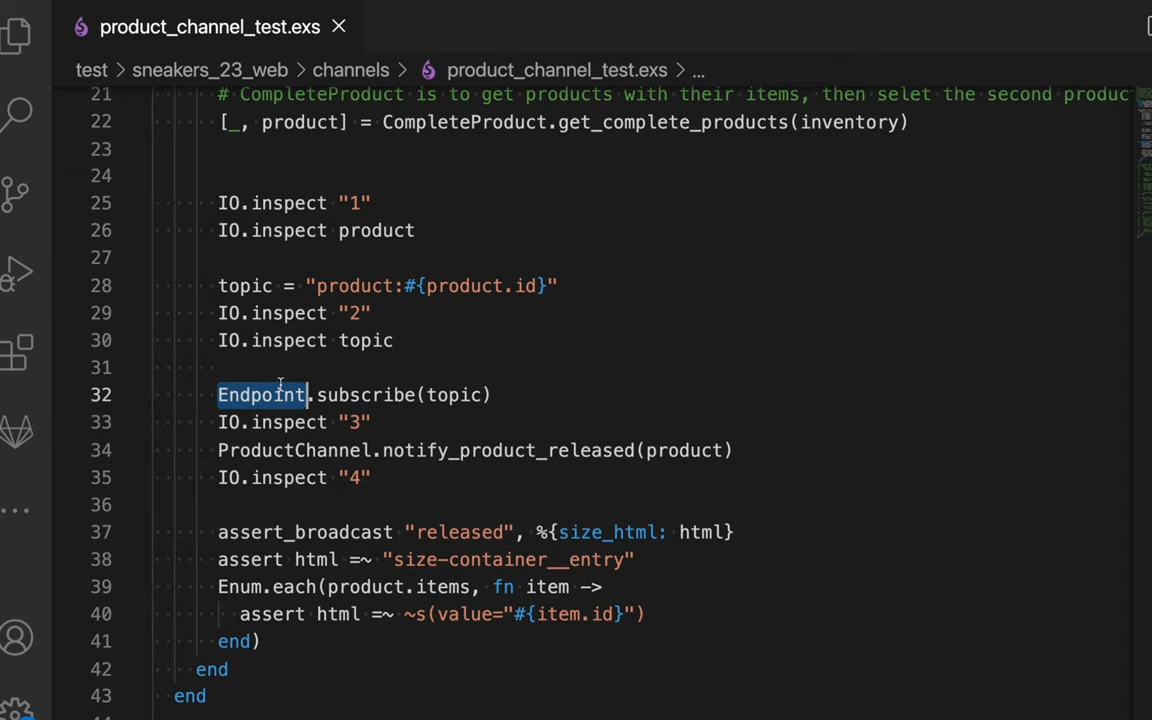 product_channel_test.exs
test > sneakers_23_web > channels > product_channel_test.exs > ...
21 # CompleteProduct is to get products with their items, then selet the second produc
22 [_, product] = CompleteProduct.get_complete_products(inventory)
23
24
25 IO.inspect "1"
26 IO.inspect product
27
28 topic = "product:#{product.id}"
29 IO.inspect "2"
30 IO.inspect topic
31
32 Endpoint.subscribe(topic)
33 IO.inspect "3"
34 ProductChannel.notify_product_released(product)
35 IO.inspect "4"
36
37 assert_broadcast "released", %{size_html: html}
38 assert html =~ "size-container__entry"
39 Enum.each(product.items, fn item ->
40 assert html =~ ~s(value="#{item.id}")
41 end)
42 end
43 end